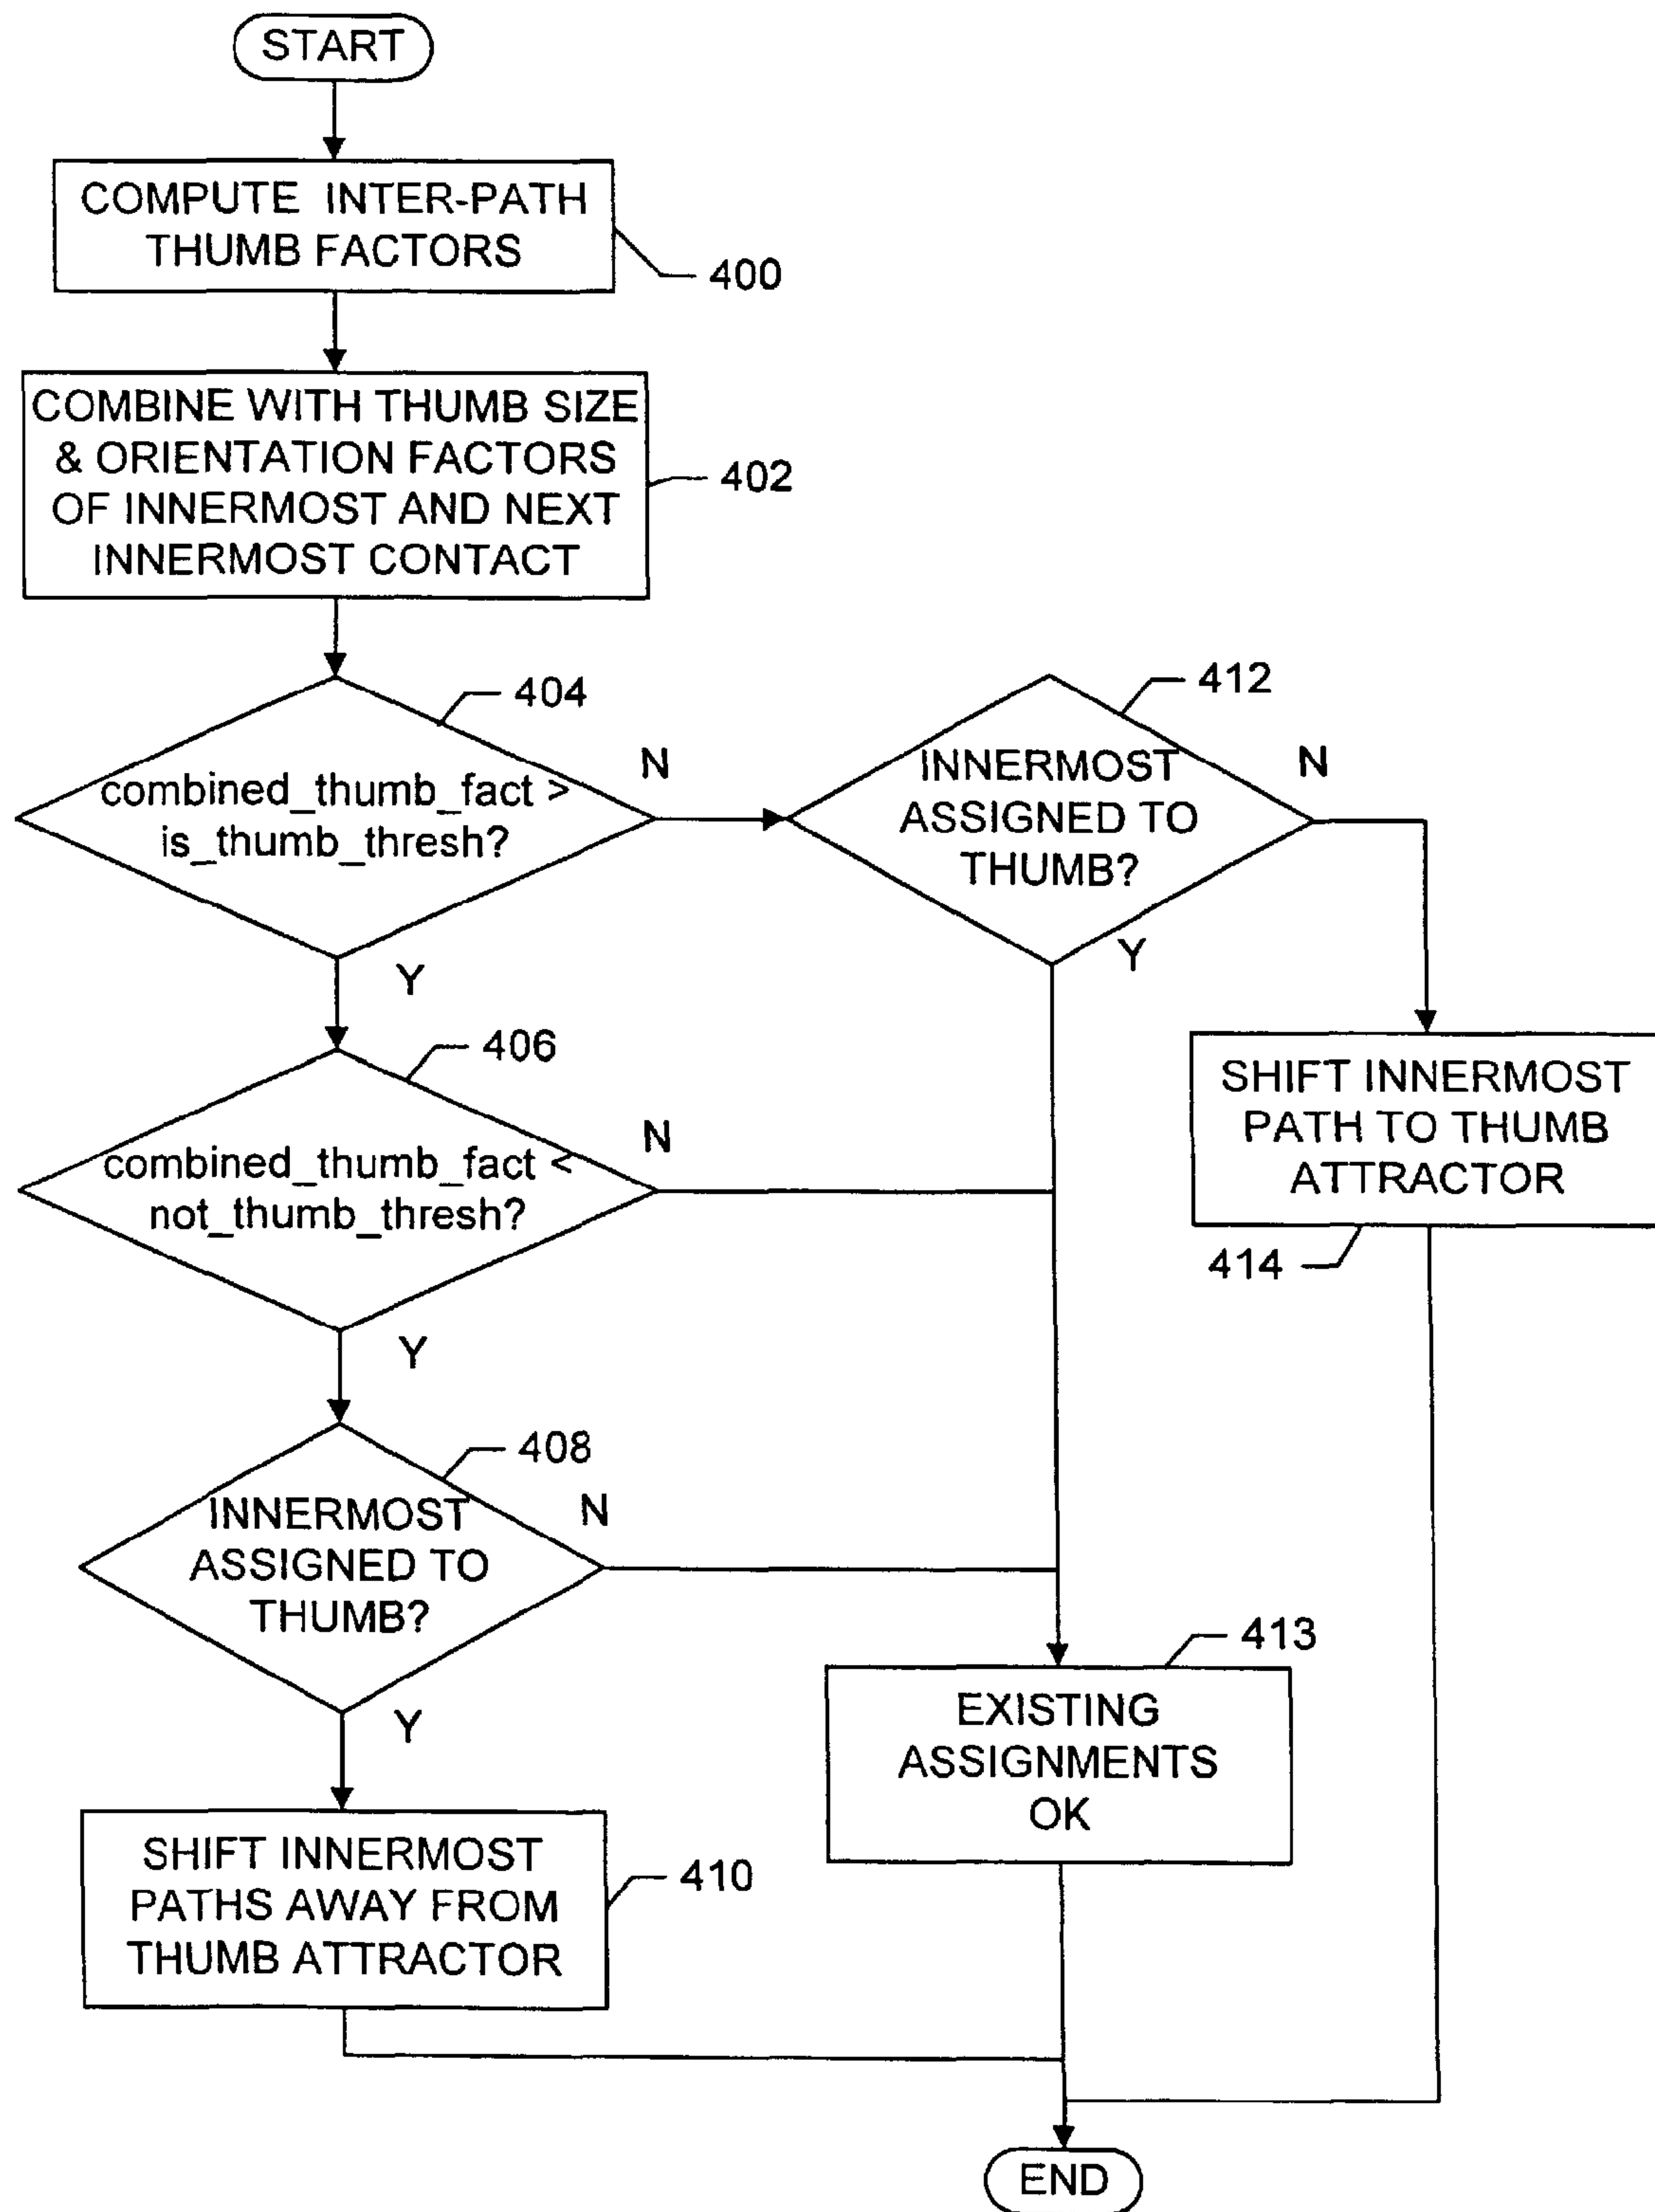 START
COMPUTE INTER-PATH
THUMB FACTORS
400
COMBINE WITH THUMB SIZE
& ORIENTATION FACTORS
OF INNERMOST AND NEXT
INNERMOST CONTACT
402
404
combined_thumb_fact >
is_thumb_thresh?
N
Y
412
INNERMOST
ASSIGNED TO
THUMB?
N
Y
406
combined_thumb_fact <
not_thumb_thresh?
N
Y
SHIFT INNERMOST
PATH TO THUMB
ATTRACTOR
414
408
INNERMOST
ASSIGNED TO
THUMB?
N
Y
413
EXISTING
ASSIGNMENTS
OK
SHIFT INNERMOST
PATHS AWAY FROM
THUMB ATTRACTOR
410
END